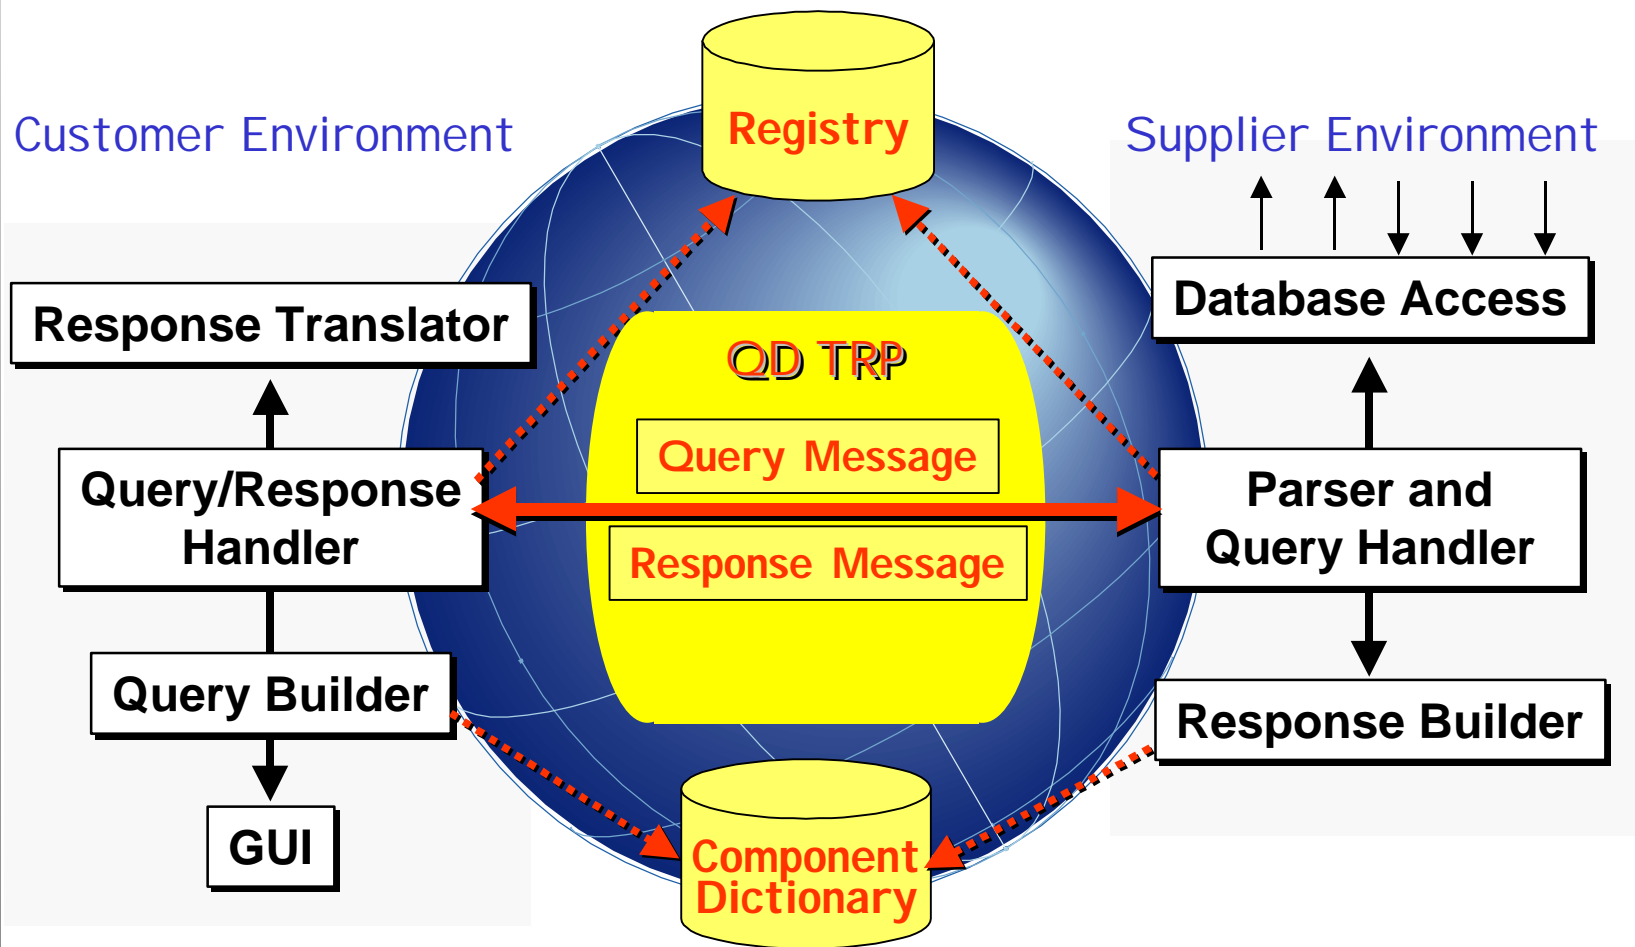 Registry
Customer Environment
Supplier Environment
Response Translator
Database Access
QD TRP
Query Message
Query/Response
Handler
Parser and
Query Handler
Response Message
Query Builder
Response Builder
GUI
Component
Dictionary